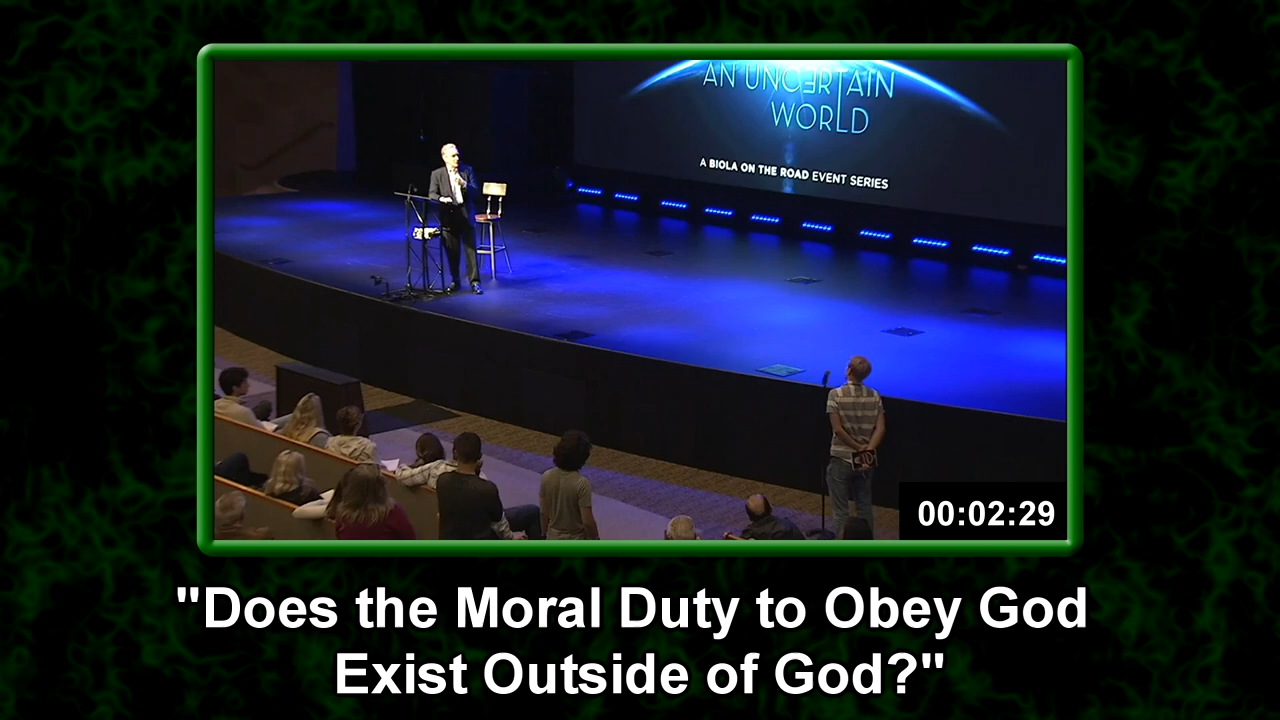 AN UNCERTAIN
WORLD
A BIOLA ON THE ROAD EVENT SERIES
00:02:29
"Does the Moral Duty to Obey God
Exist Outside of God?"